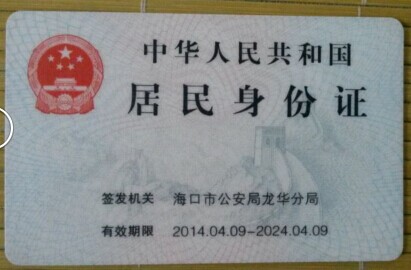 中华人民共和国
居民身份证
签发机关 海口市公安局龙华分局
有效期限 2014.04.09-2024.04.09